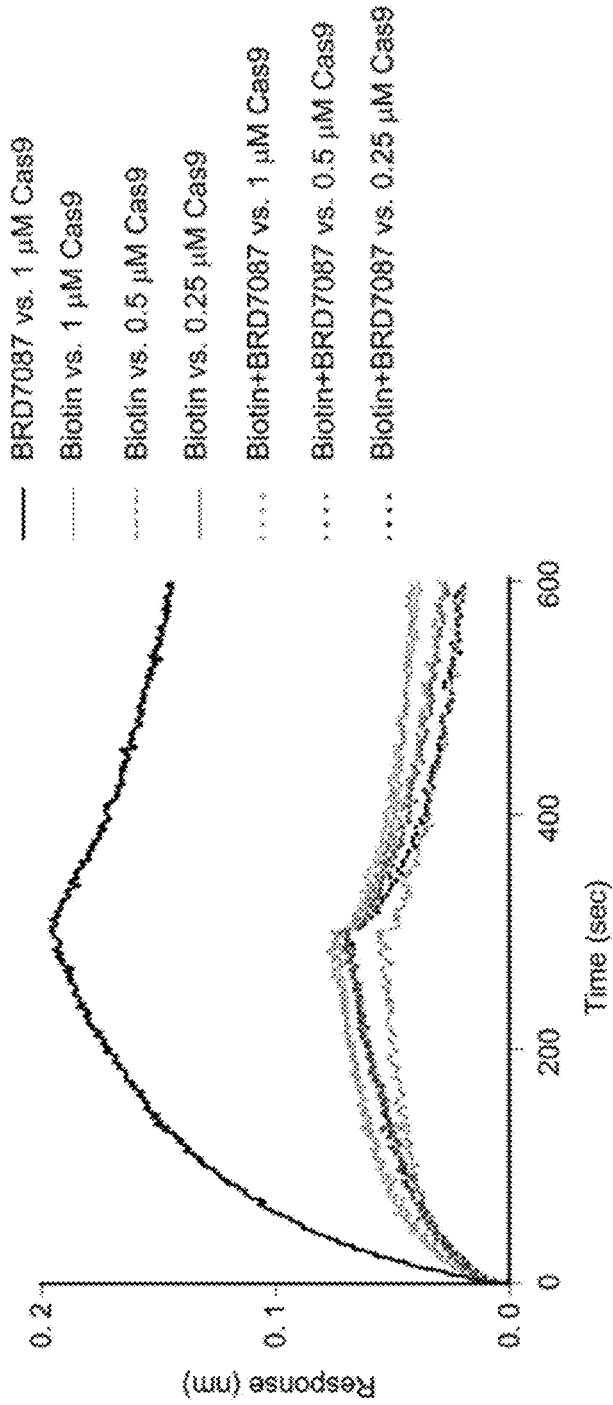 BRD7087 vs. 1 µM Cas9
Biotin vs. 1 µM Cas9
Biotin vs. 0.5 µM Cas9
Biotin vs. 0.25 µM Cas9
Biotin+BRD7087 vs. 1 µM Cas9
Biotin+BRD7087 vs. 0.5 µM Cas9
Biotin+BRD7087 vs. 0.25 µM Cas9
Response (nm)
0.2
0.1
0.0
0
200
400
600
Time (sec)